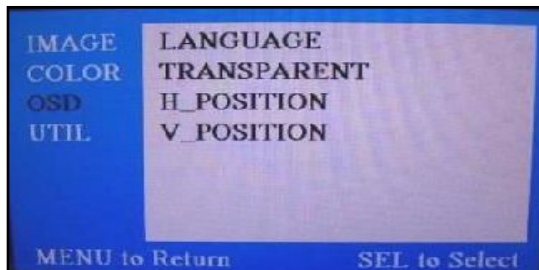 IMAGE
COLOR
OSD
UTIL
LANGUAGE
TRANSPARENT
H_POSITION
V_POSITION
MENU to Return
SEL to Select